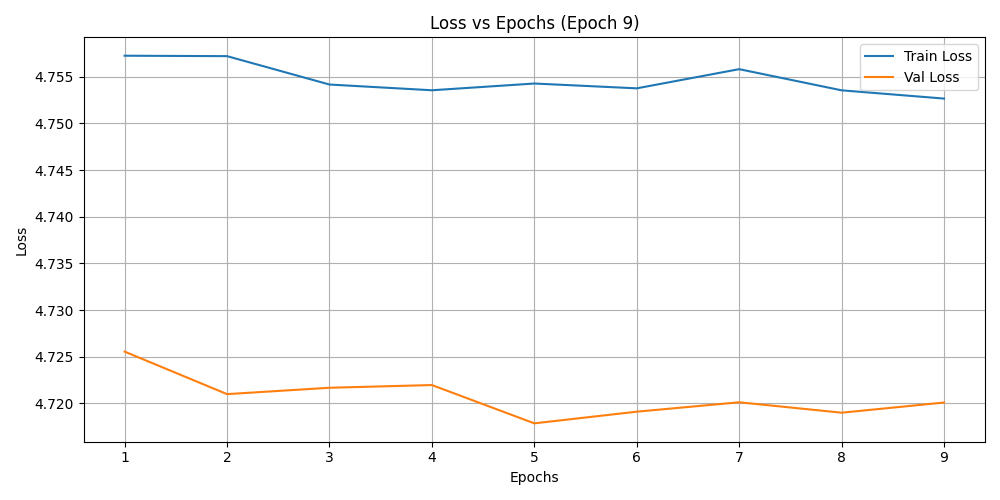 Loss vs Epochs (Epoch 9)
Train Loss
Val Loss
4.755
4.750
4.745
4.740
4.735
4.730
4.725
4.720
Loss
1 2 3 4 5 6 7 8 9
Epochs